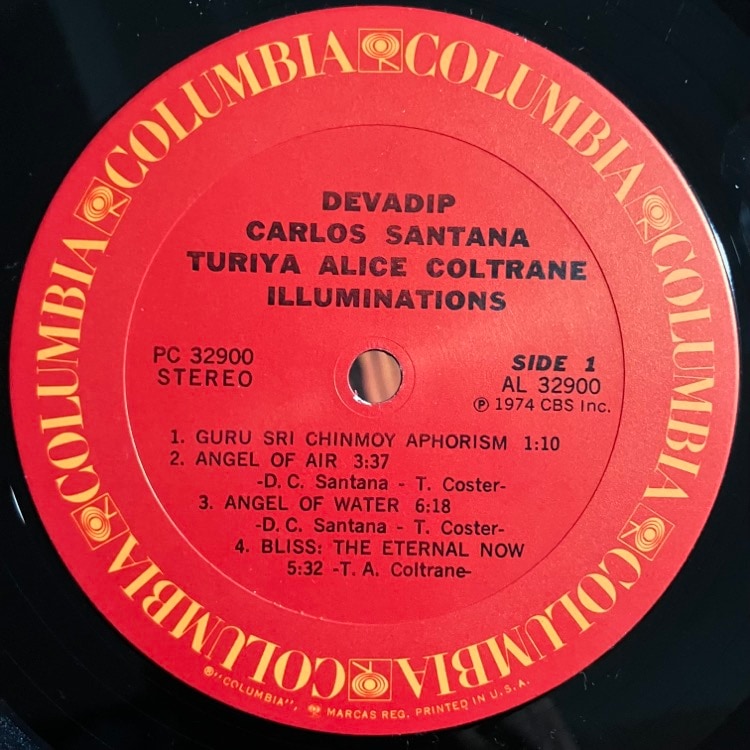 COLUMBIA COLUMBIA COLUMBIA COLUMBIA COLUMBIA COLUMBIA
DEVADIP
CARLOS SANTANA
TURIYA ALICE COLTRANE
ILLUMINATIONS
PC 32900
STEREO
SIDE 1
AL 32900
℗ 1974 CBS Inc.
1. GURU SRI CHINMOY APHORISM 1:10
2. ANGEL OF AIR 3:37
-D. C. Santana - T. Coster-
3. ANGEL OF WATER 6:18
-D. C. Santana - T. Coster-
4. BLISS: THE ETERNAL NOW
5:32 -T. A. Coltrane-
®"COLUMBIA", MARCAS REG. PRINTED IN U.S.A.